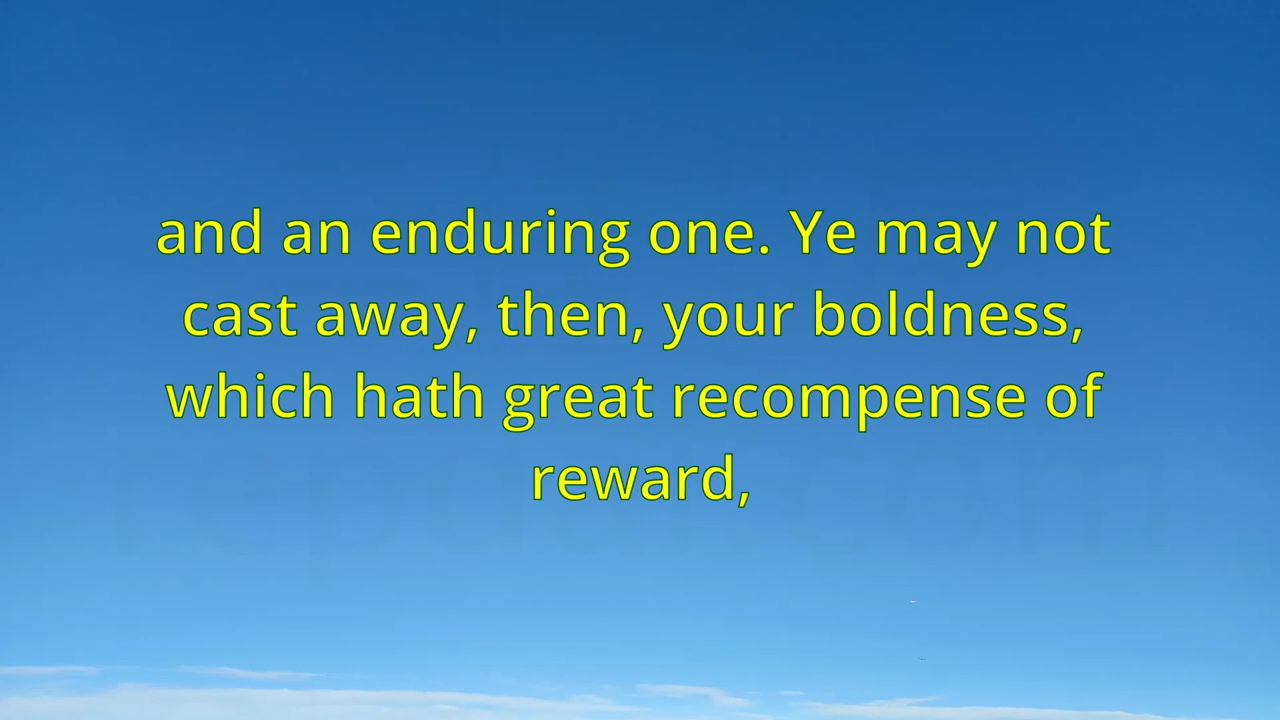 and an enduring one. Ye may not
cast away, then, your boldness,
which hath great recompense of
reward,